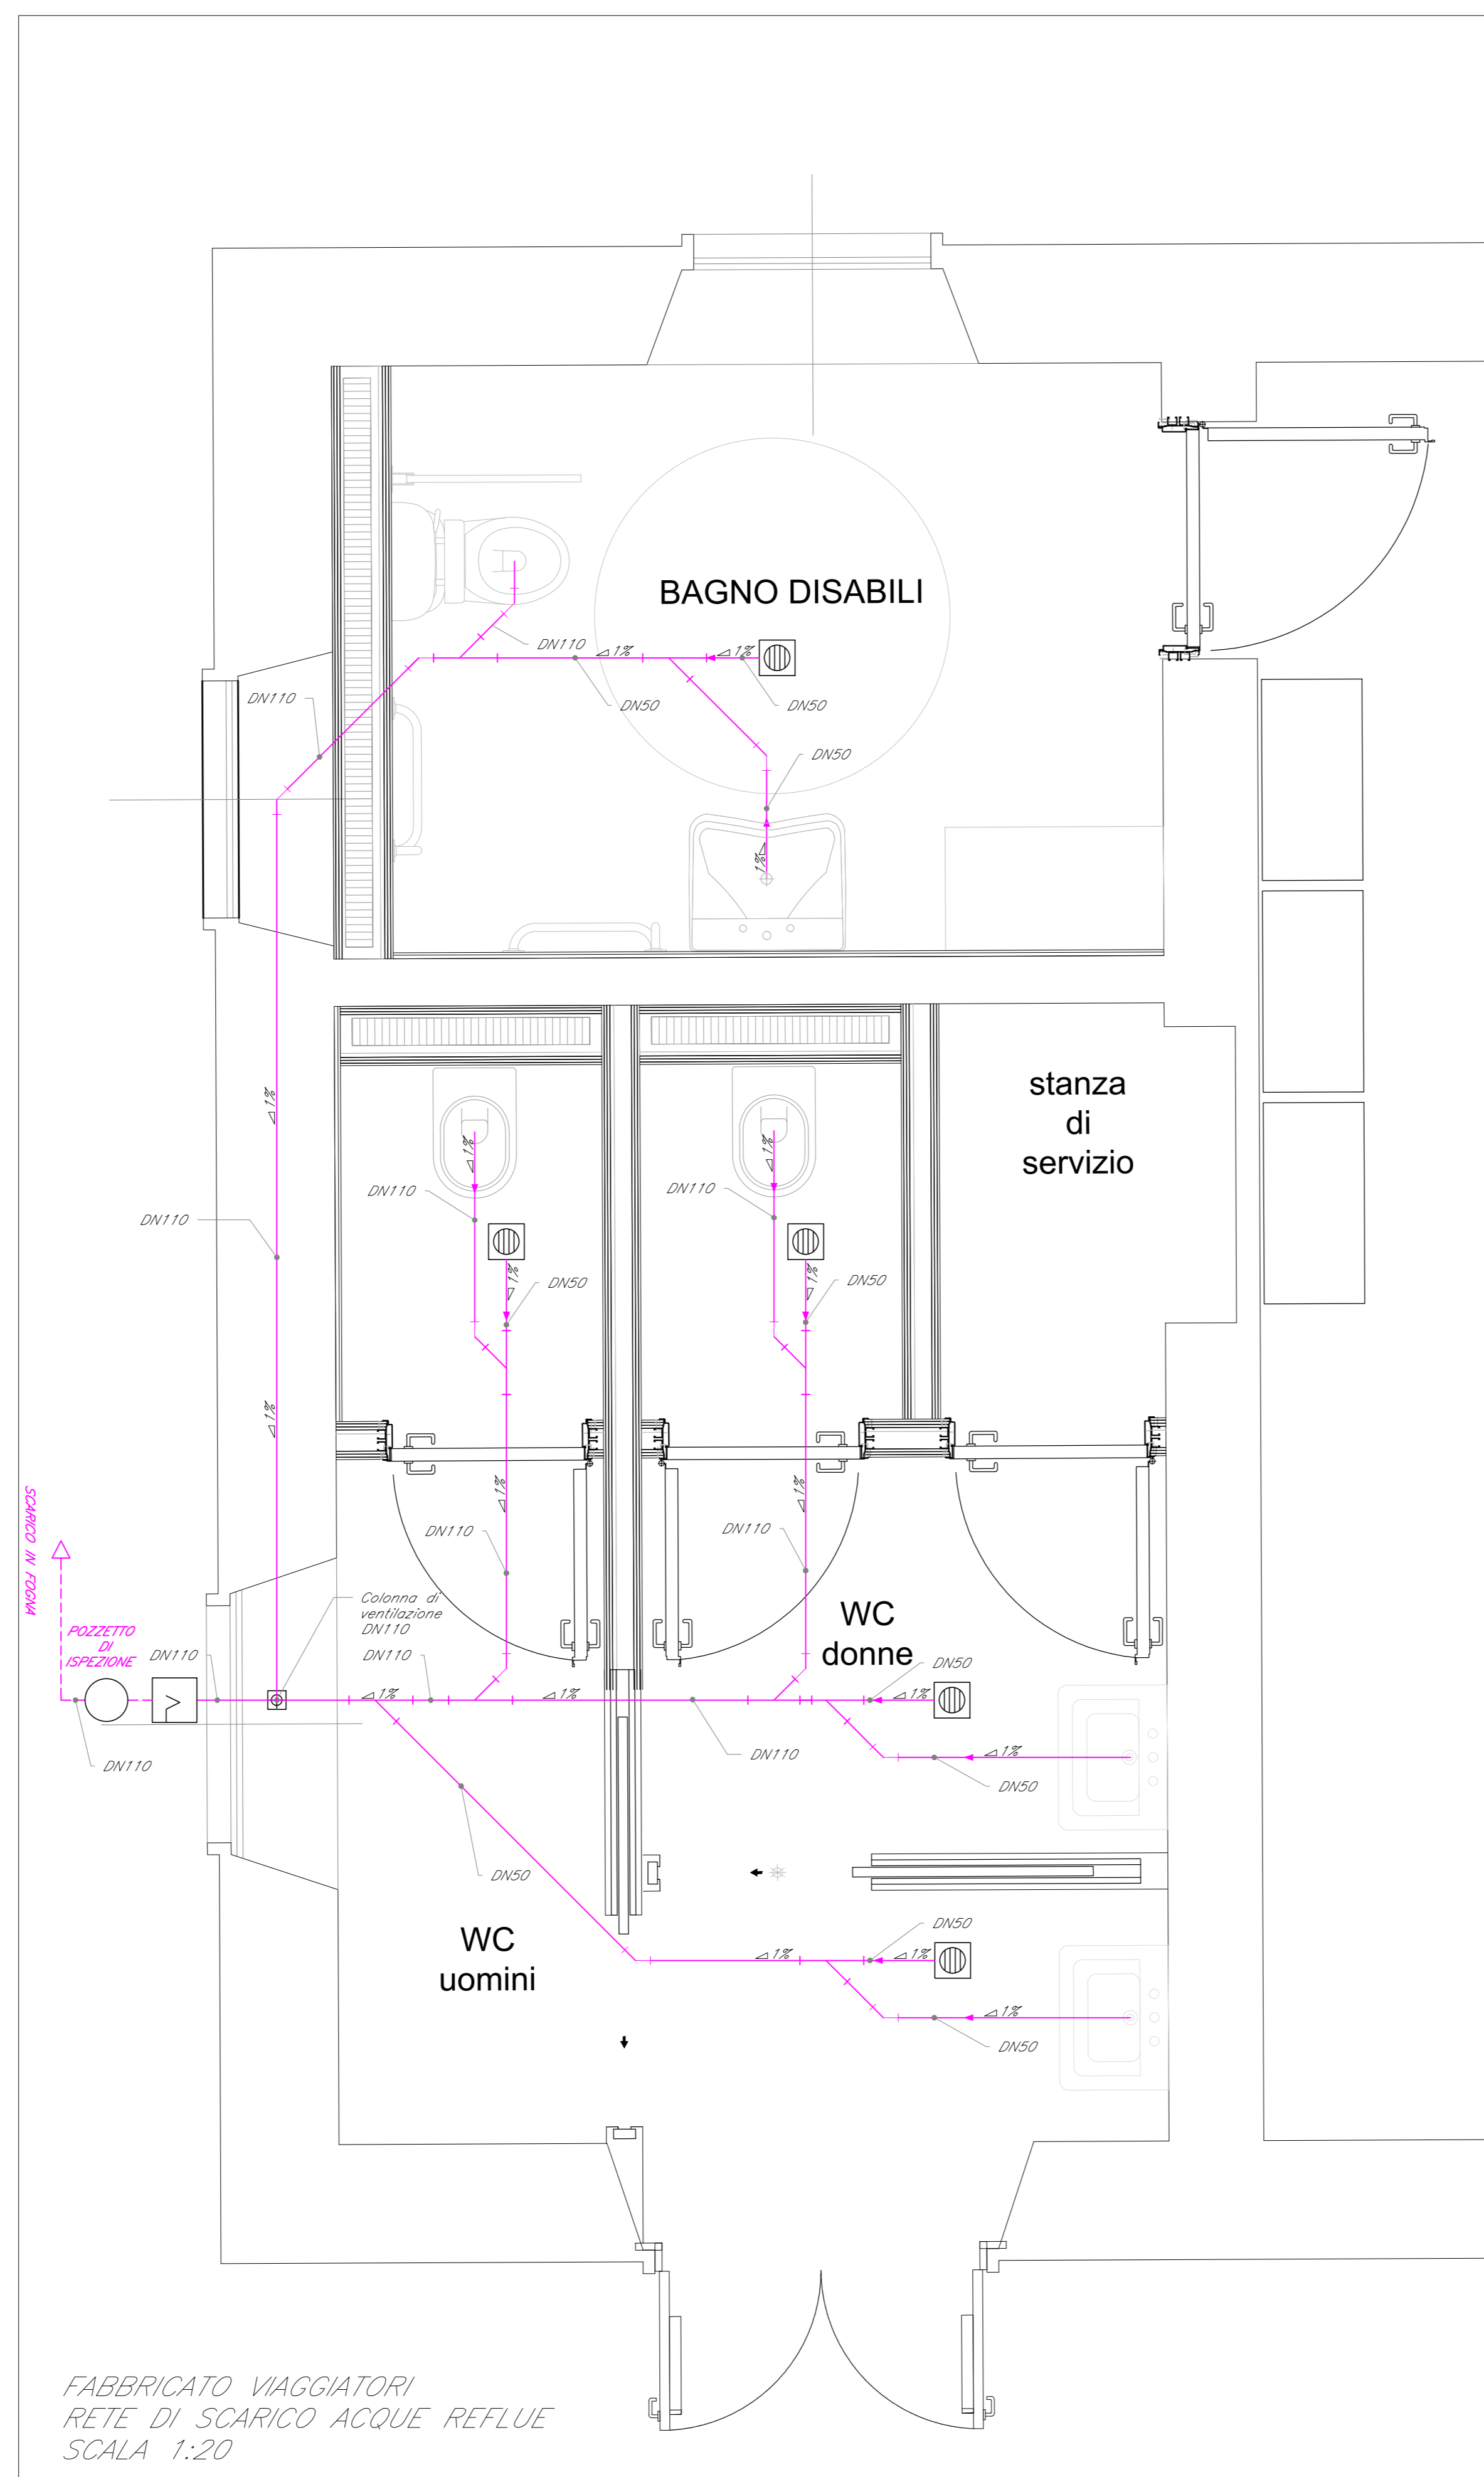 BAGNO DISABILI
DN110
1%
1%
DN50
DN50
DN110
DN50
1%
stanza
di
servizio
1%
1%
1%
DN110
DN110
DN110
1%
1%
DN50
DN50
1%
1%
1%
SCARICO IN FOGNA
DN110
DN110
Colonna di
ventilazione
DN110
WC
donne
POZZETTO
DI
ISPEZIONE
DN110
DN110
DN50
1%
1%
1%
DN110
DN110
1%
DN50
DN50
WC
uomini
DN50
1%
1%
1%
DN50
FABBRICATO VIAGGIATORI
RETE DI SCARICO ACQUE REFLUE
SCALA 1:20